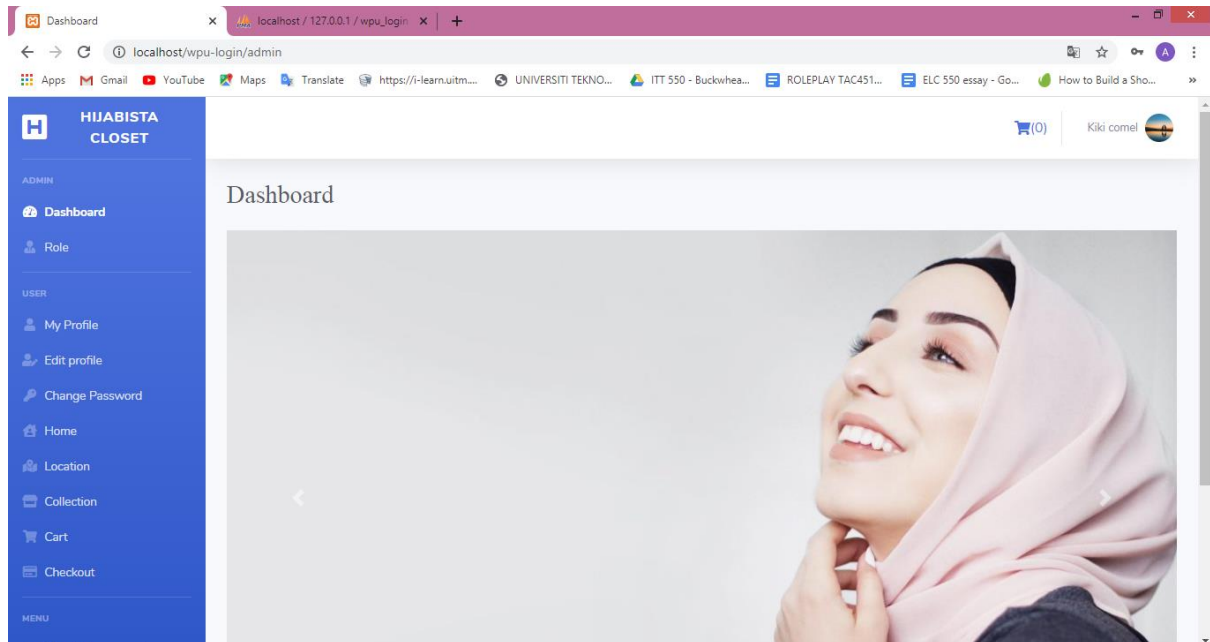 Dashboard
localhost / 127.0.0.1 / wpu_login
localhost/wpu-login/admin
A
Apps
Gmail
YouTube
Maps
Translate
https://i-learn.uitm....
UNIVERSITI TEKNO...
ITT 550 - Buckwhea...
ROLEPLAY TAC451...
ELC 550 essay - Go...
How to Build a Sho...
»
H
HIJABISTA
CLOSET
(0)
Kiki comel
ADMIN
Dashboard
Role
USER
My Profile
Edit profile
Change Password
Home
Location
Collection
Cart
Checkout
MENU
Dashboard